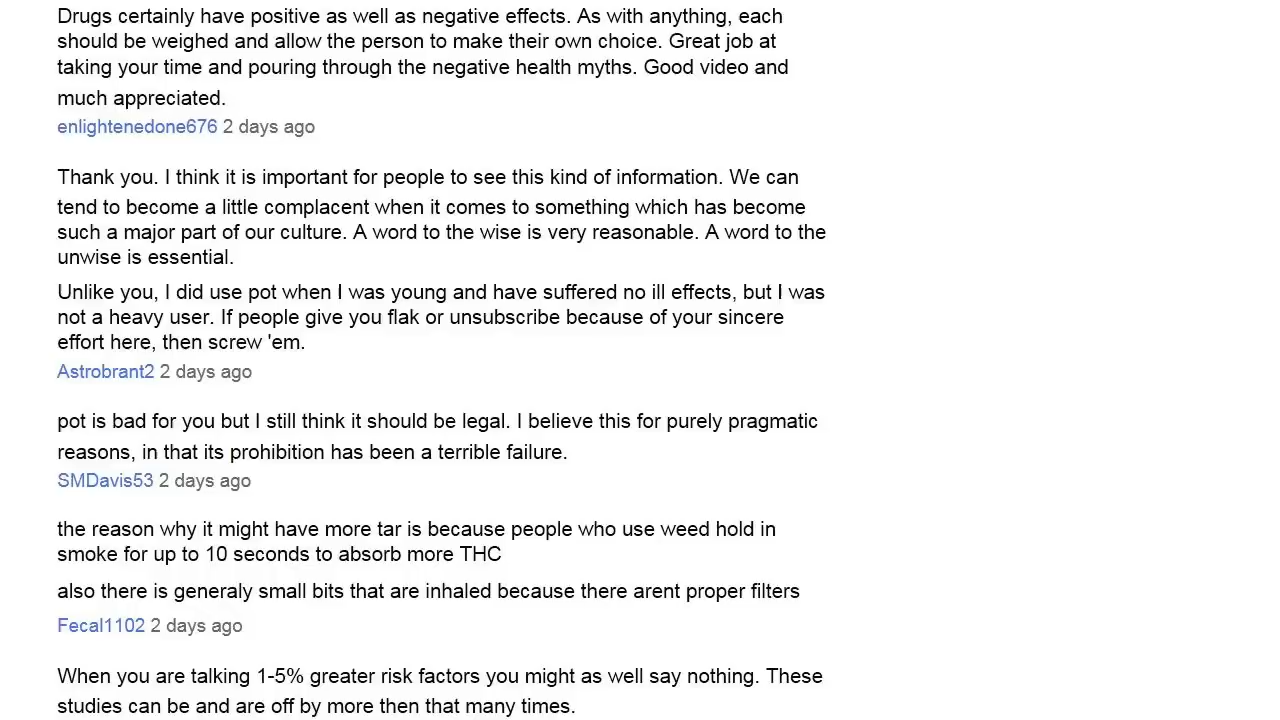 Drugs certainly have positive as well as negative effects. As with anything, each
should be weighed and allow the person to make their own choice. Great job at
taking your time and pouring through the negative health myths. Good video and
much appreciated.
enlightenedone676 2 days ago
Thank you. I think it is important for people to see this kind of information. We can
tend to become a little complacent when it comes to something which has become
such a major part of our culture. A word to the wise is very reasonable. A word to the
unwise is essential.
Unlike you, I did use pot when I was young and have suffered no ill effects, but I was
not a heavy user. If people give you flak or unsubscribe because of your sincere
effort here, then screw 'em.
Astrobrant2 2 days ago
pot is bad for you but I still think it should be legal. I believe this for purely pragmatic
reasons, in that its prohibition has been a terrible failure.
SMDavis53 2 days ago
the reason why it might have more tar is because people who use weed hold in
smoke for up to 10 seconds to absorb more THC
also there is generaly small bits that are inhaled because there arent proper filters
Fecal1102 2 days ago
When you are talking 1-5% greater risk factors you might as well say nothing. These
studies can be and are off by more then that many times.